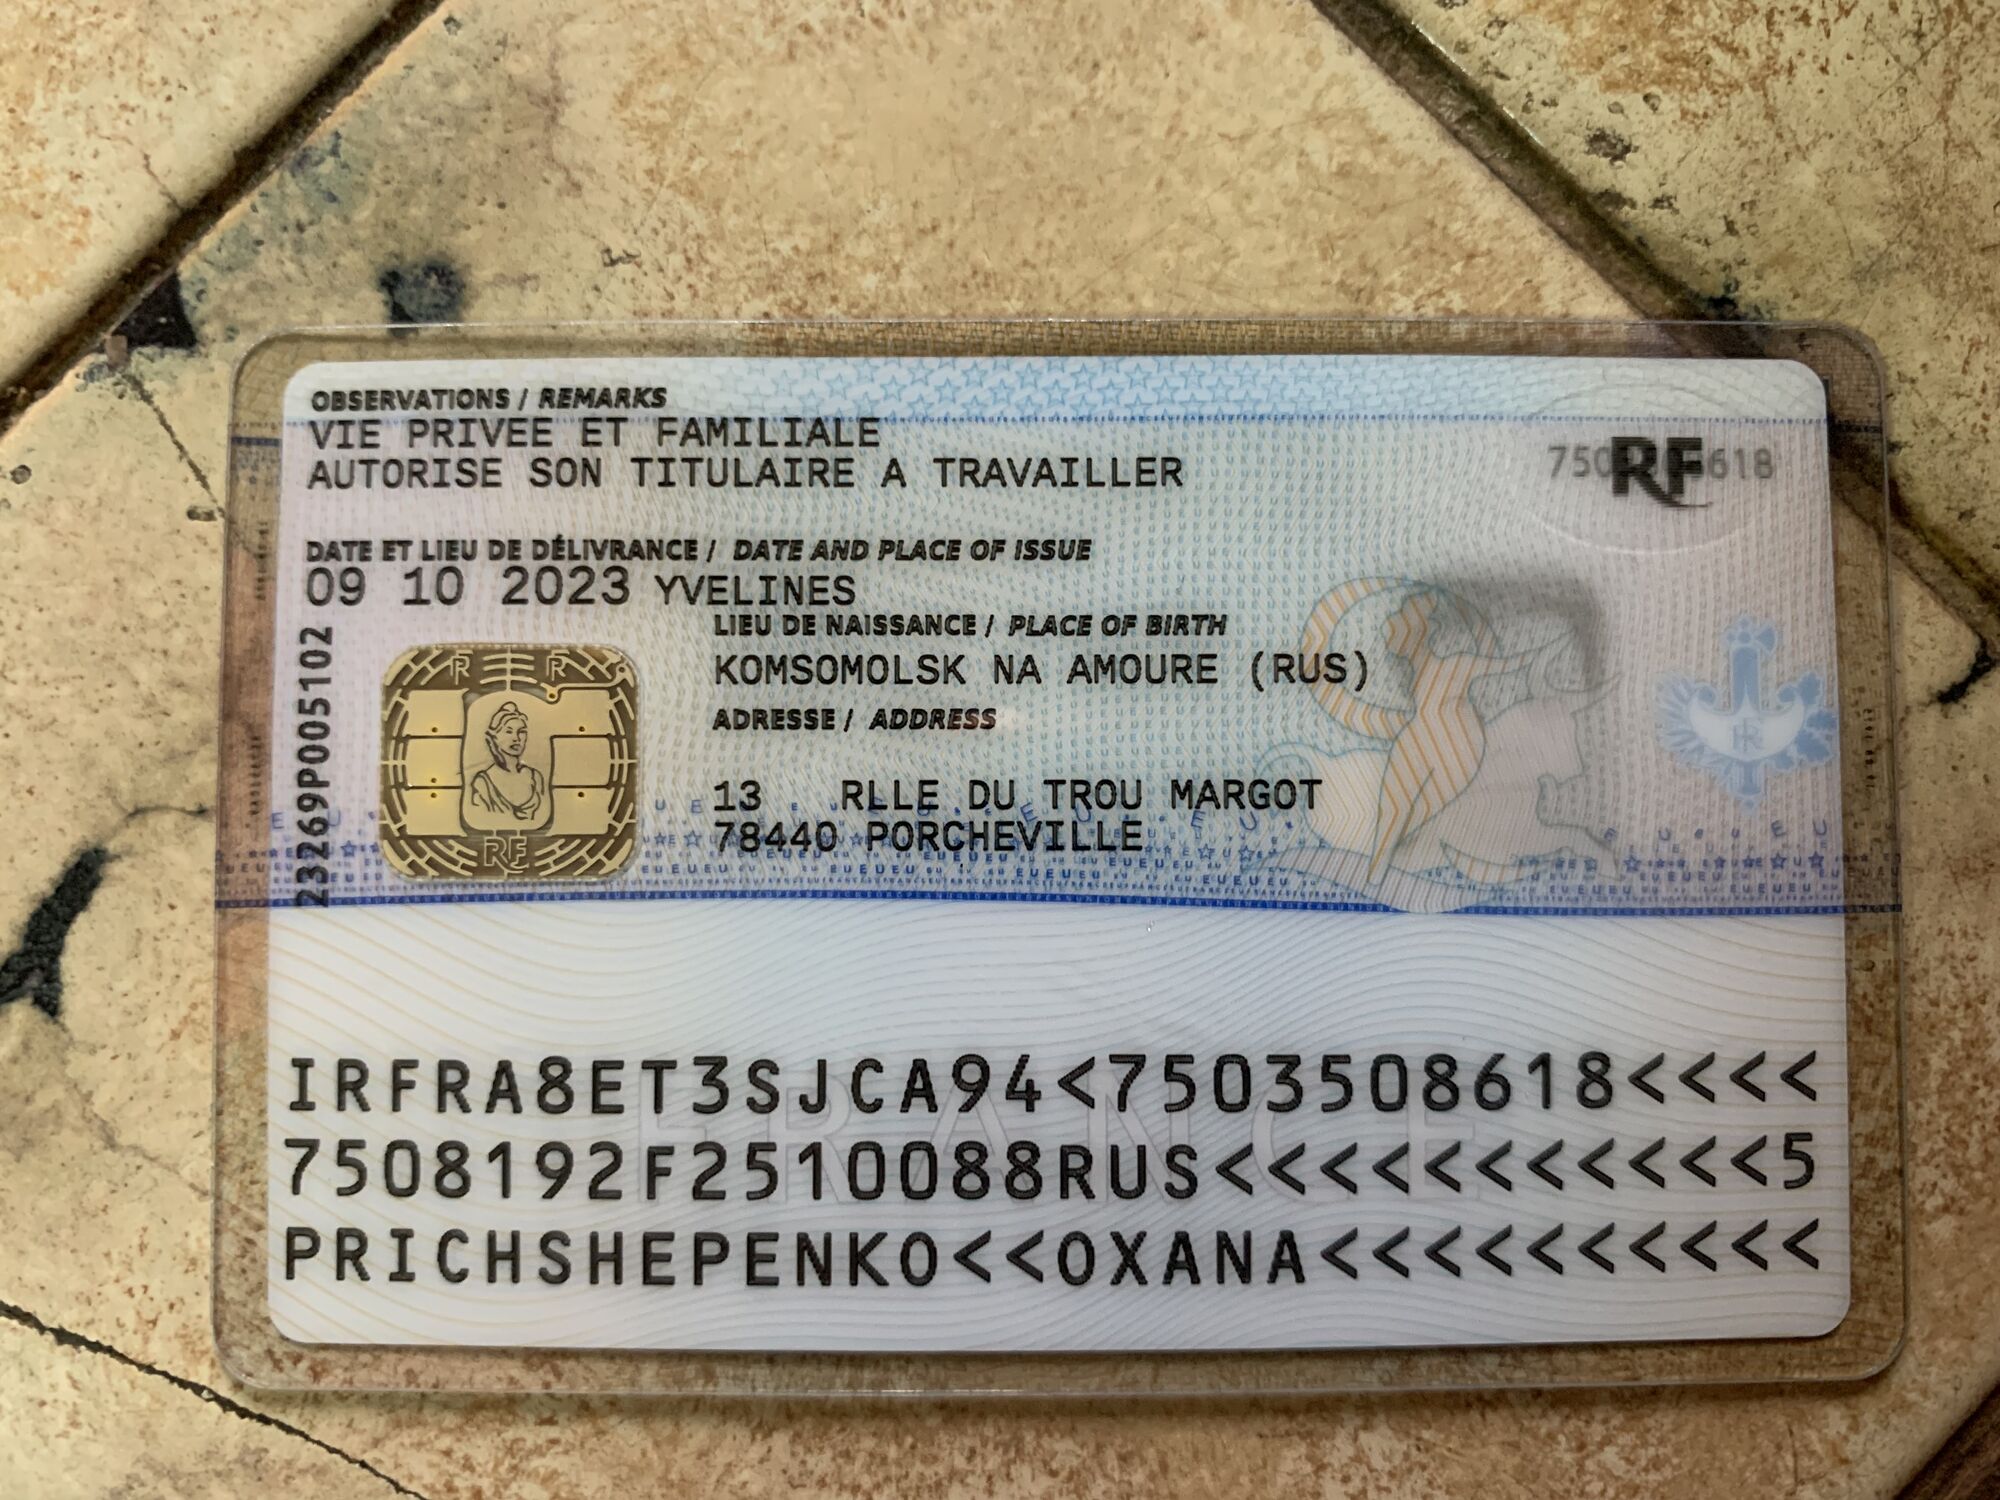 OBSERVATIONS / REMARKS
VIE PRIVEE ET FAMILIALE
AUTORISE SON TITULAIRE A TRAVAILLER
RF
DATE ET LIEU DE DÉLIVRANCE / DATE AND PLACE OF ISSUE
09 10 2023 YVELINES
LIEU DE NAISSANCE / PLACE OF BIRTH
KOMSOMOLSK NA AMOURE (RUS)
ADRESSE / ADDRESS
13 RLLE DU TROU MARGOT
78440 PORCHEVILLE
23269P005102
RF
IRFRA8ET3SJCA94<7503508618<<<<
7508192F2510088RUS<<<<<<<<<<<5
PRICHSHEPENKO<<OXANA<<<<<<<<<<
FRANCE